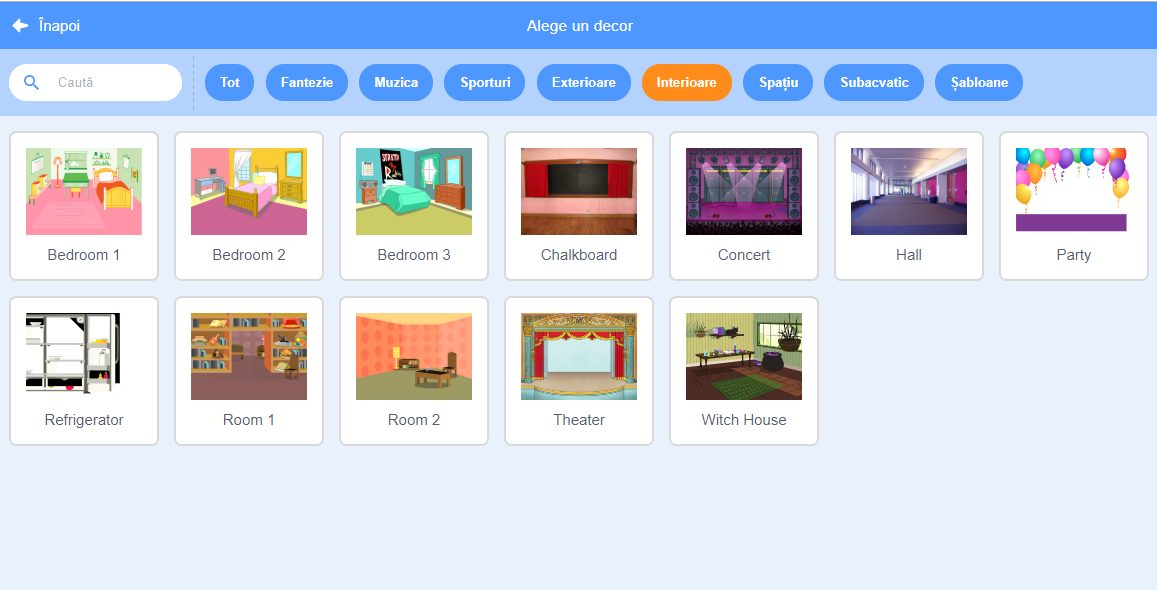 Înapoi
Alege un decor
Caută
Tot
Fantezie
Muzica
Sporturi
Exterioare
Interioare
Spațiu
Subacvatic
Șabloane
Bedroom 1
Bedroom 2
Bedroom 3
Chalkboard
Concert
Hall
Party
Refrigerator
Room 1
Room 2
Theater
Witch House